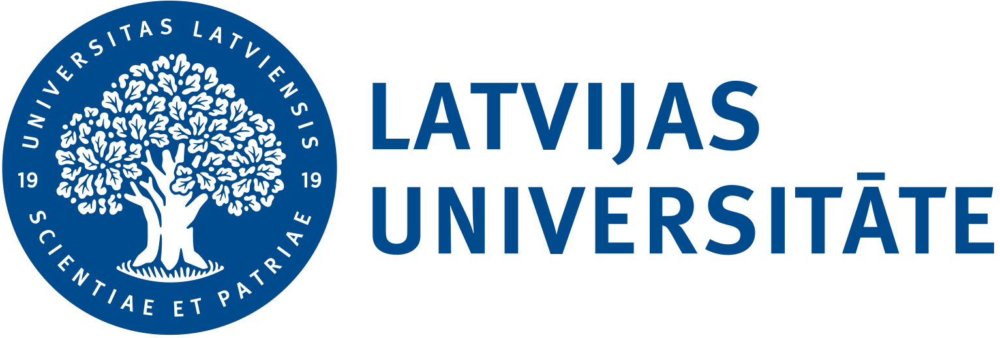 UNIVERSITAS LATVIENSIS
19 19
SCIENTIAE ET PATRIAE
LATVIJAS
UNIVERSITĀTE